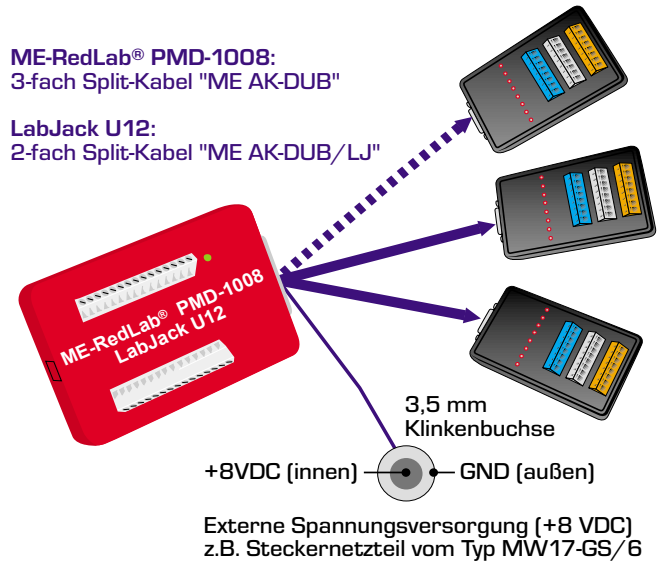 ME-RedLab® PMD-1008:
3-fach Split-Kabel "ME AK-DUB"
LabJack U12:
2-fach Split-Kabel "ME AK-DUB/LJ"
ME-RedLab® PMD-1008
LabJack U12
3,5 mm
Klinkenbuchse
+8VDC (innen)
GND (außen)
Externe Spannungsversorgung (+8 VDC)
z.B. Steckernetzteil vom Typ MW17-GS/6